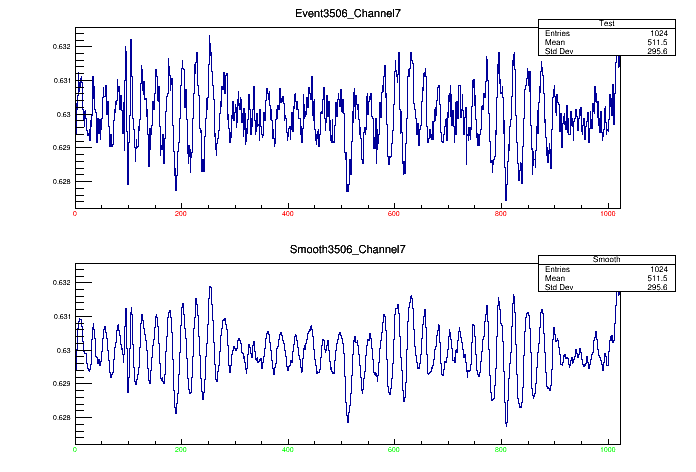 Event3506_Channel7
Test
Entries 1024
Mean 511.5
Std Dev 295.6
0.632
0.631
0.63
0.629
0.628
0 200 400 600 800 1000
Smooth3506_Channel7
Smooth
Entries 1024
Mean 511.5
Std Dev 295.6
0.632
0.631
0.63
0.629
0.628
0 200 400 600 800 1000